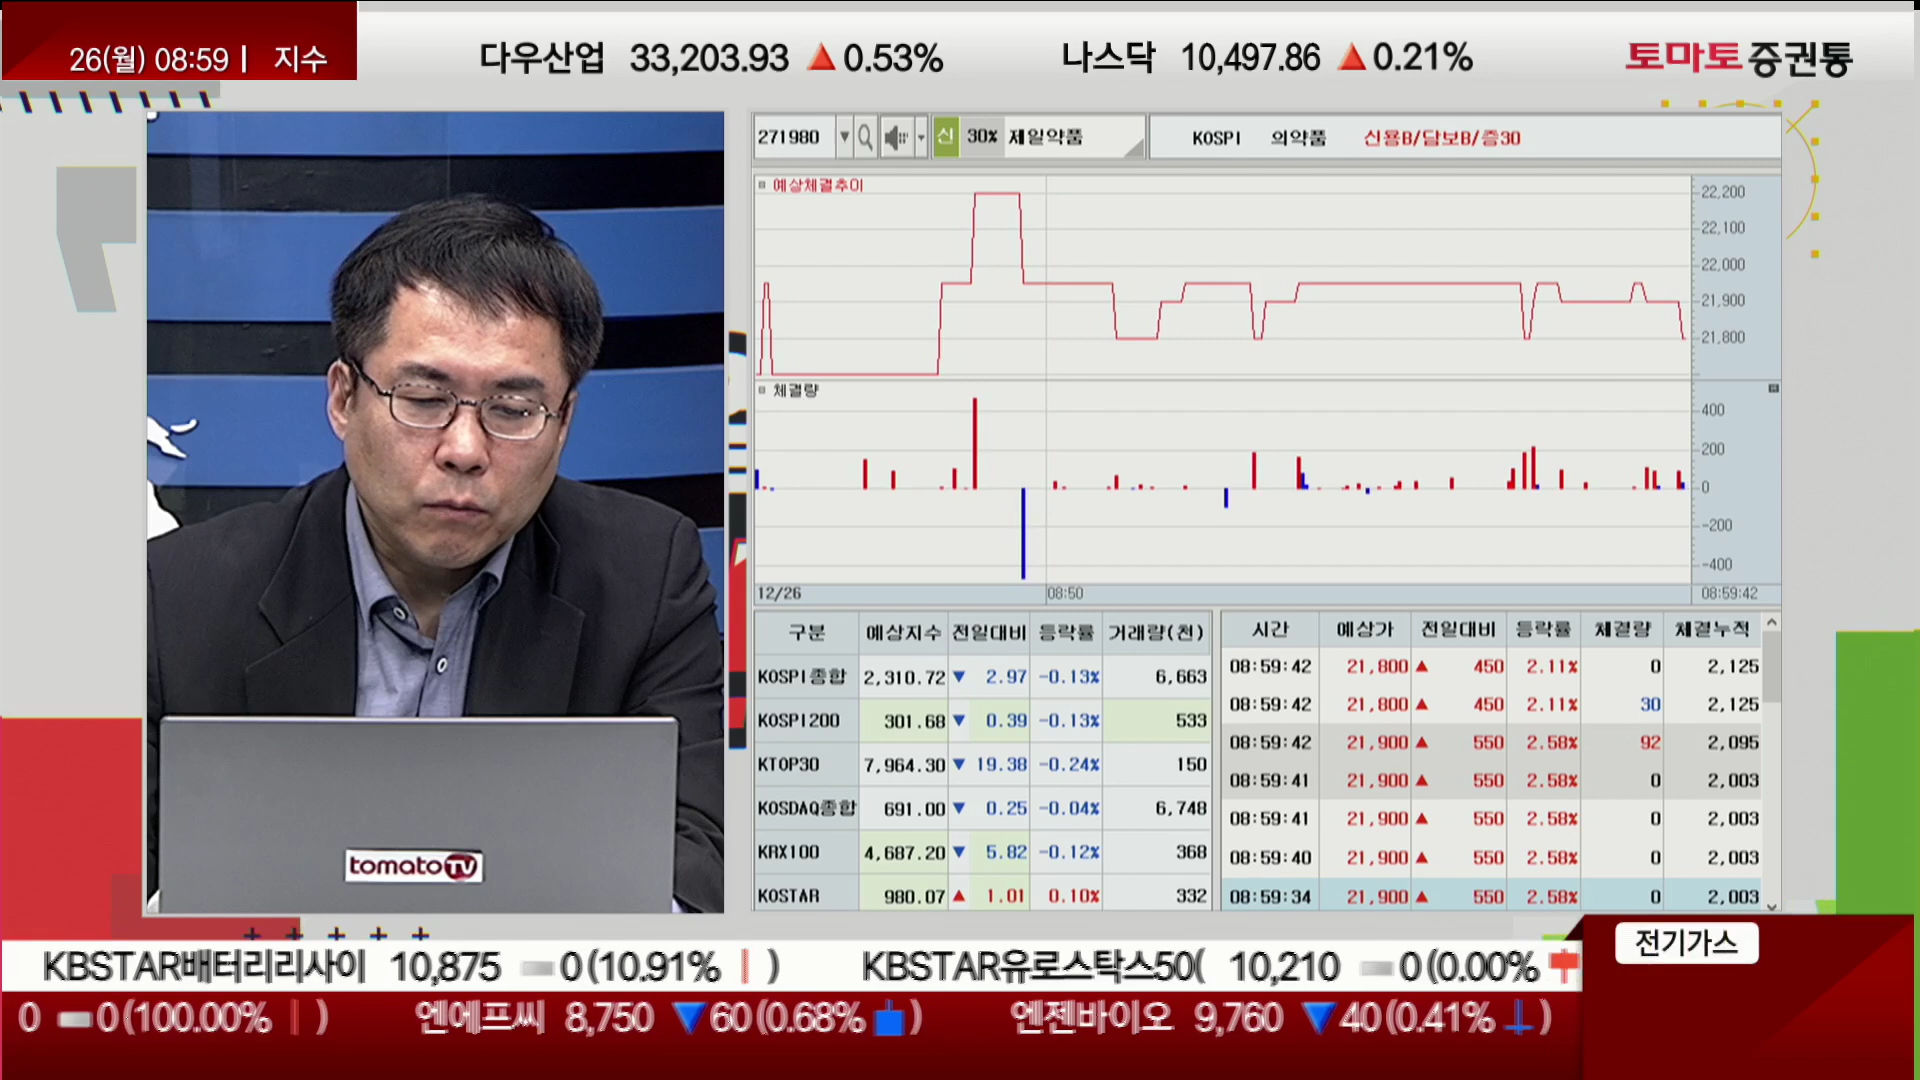 26(월) 08:59 | 지수
다우산업 33,203.93 ▲ 0.53% 나스닥 10,497.86 ▲ 0.21%
토마토증권통
271980 신 30% 제일약품 KOSPI 의약품 신용B/담보B/증30
예상체결추이
22,200
22,100
22,000
21,900
21,800
체결량
400
200
0
-200
-400
12/26 08:50 08:59:42
구분 예상지수 전일대비 등락률 거래량(천)
KOSPI종합 2,310.72 ▼ 2.97 -0.13% 6,663
KOSPI200 301.68 ▼ 0.39 -0.13% 533
KTOP30 7,964.30 ▼ 19.38 -0.24% 150
KOSDAQ종합 691.00 ▼ 0.25 -0.04% 6,748
KRX100 4,687.20 ▼ 5.82 -0.12% 368
KOSTAR 980.07 ▲ 1.01 0.10% 332
시간 예상가 전일대비 등락률 체결량 체결누적
08:59:42 21,800 ▲ 450 2.11% 0 2,125
08:59:42 21,800 ▲ 450 2.11% 30 2,125
08:59:42 21,900 ▲ 550 2.58% 92 2,095
08:59:41 21,900 ▲ 550 2.58% 0 2,003
08:59:41 21,900 ▲ 550 2.58% 0 2,003
08:59:40 21,900 ▲ 550 2.58% 0 2,003
08:59:34 21,900 ▲ 550 2.58% 0 2,003
tomatoTV
KBSTAR배터리리사이 10,875 0(10.91% ) KBSTAR유로스탁스50( 10,210 0(0.00%
전기가스
0 0(100.00% ) 엔에프씨 8,750 ▼60(0.68% ) 엔젠바이오 9,760 ▼40(0.41% )